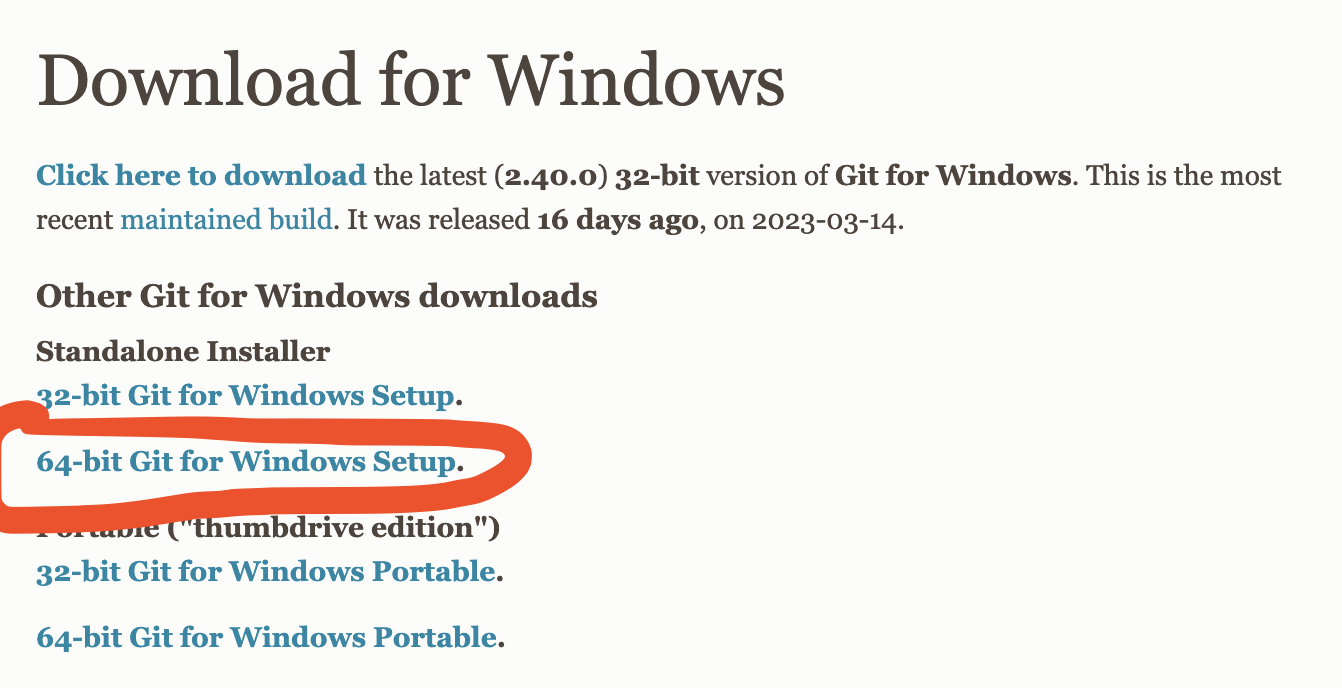 Download for Windows
Click here to download the latest (2.40.0) 32-bit version of Git for Windows. This is the most
recent maintained build. It was released 16 days ago, on 2023-03-14.
Other Git for Windows downloads
Standalone Installer
32-bit Git for Windows Setup.
64-bit Git for Windows Setup.
Portable ("thumbdrive edition")
32-bit Git for Windows Portable.
64-bit Git for Windows Portable.